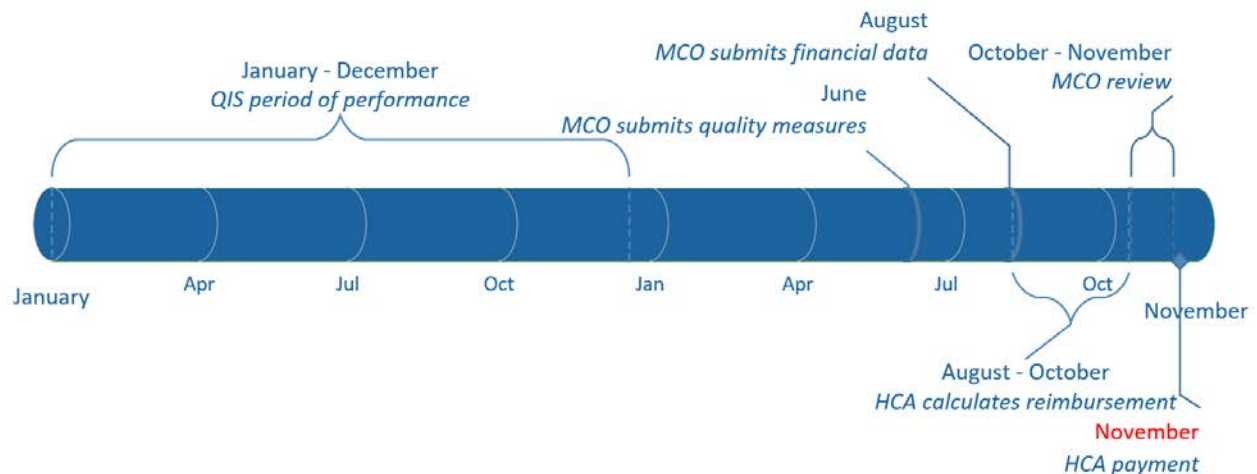 August
MCO submits financial data
October - November
MCO review
January - December
QIS period of performance
June
MCO submits quality measures
January
Apr
Jul
Oct
Jan
Apr
Jul
Oct
November
August - October
HCA calculates reimbursement
November
HCA payment